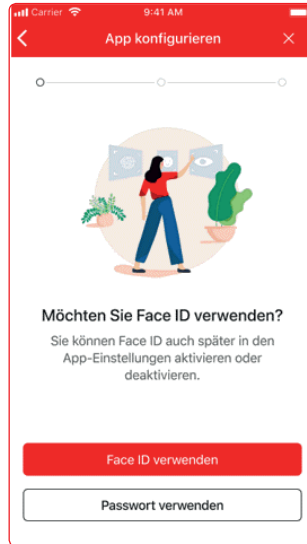 Carrier 9:41 AM
App konfigurieren
Möchten Sie Face ID verwenden?
Sie können Face ID auch später in den
App-Einstellungen aktivieren oder
deaktivieren.
Face ID verwenden
Passwort verwenden